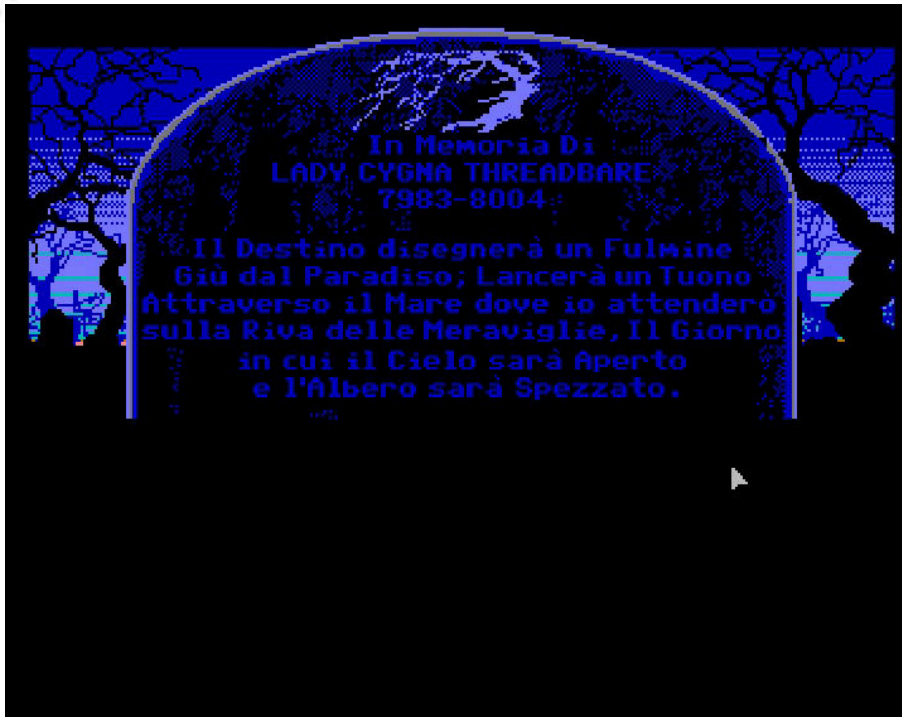 In Memoria Di
LADY CYGNA THREADBARE
7983-8004
Il Destino disegnerà un Fulmine
Giù dal Paradiso; Lancerà un Tuono
Attraverso il Mare dove io attenderò
sulla Riva delle Meraviglie, Il Giorno
in cui il Cielo sarà Aperto
e l'Albero sarà Spezzato.